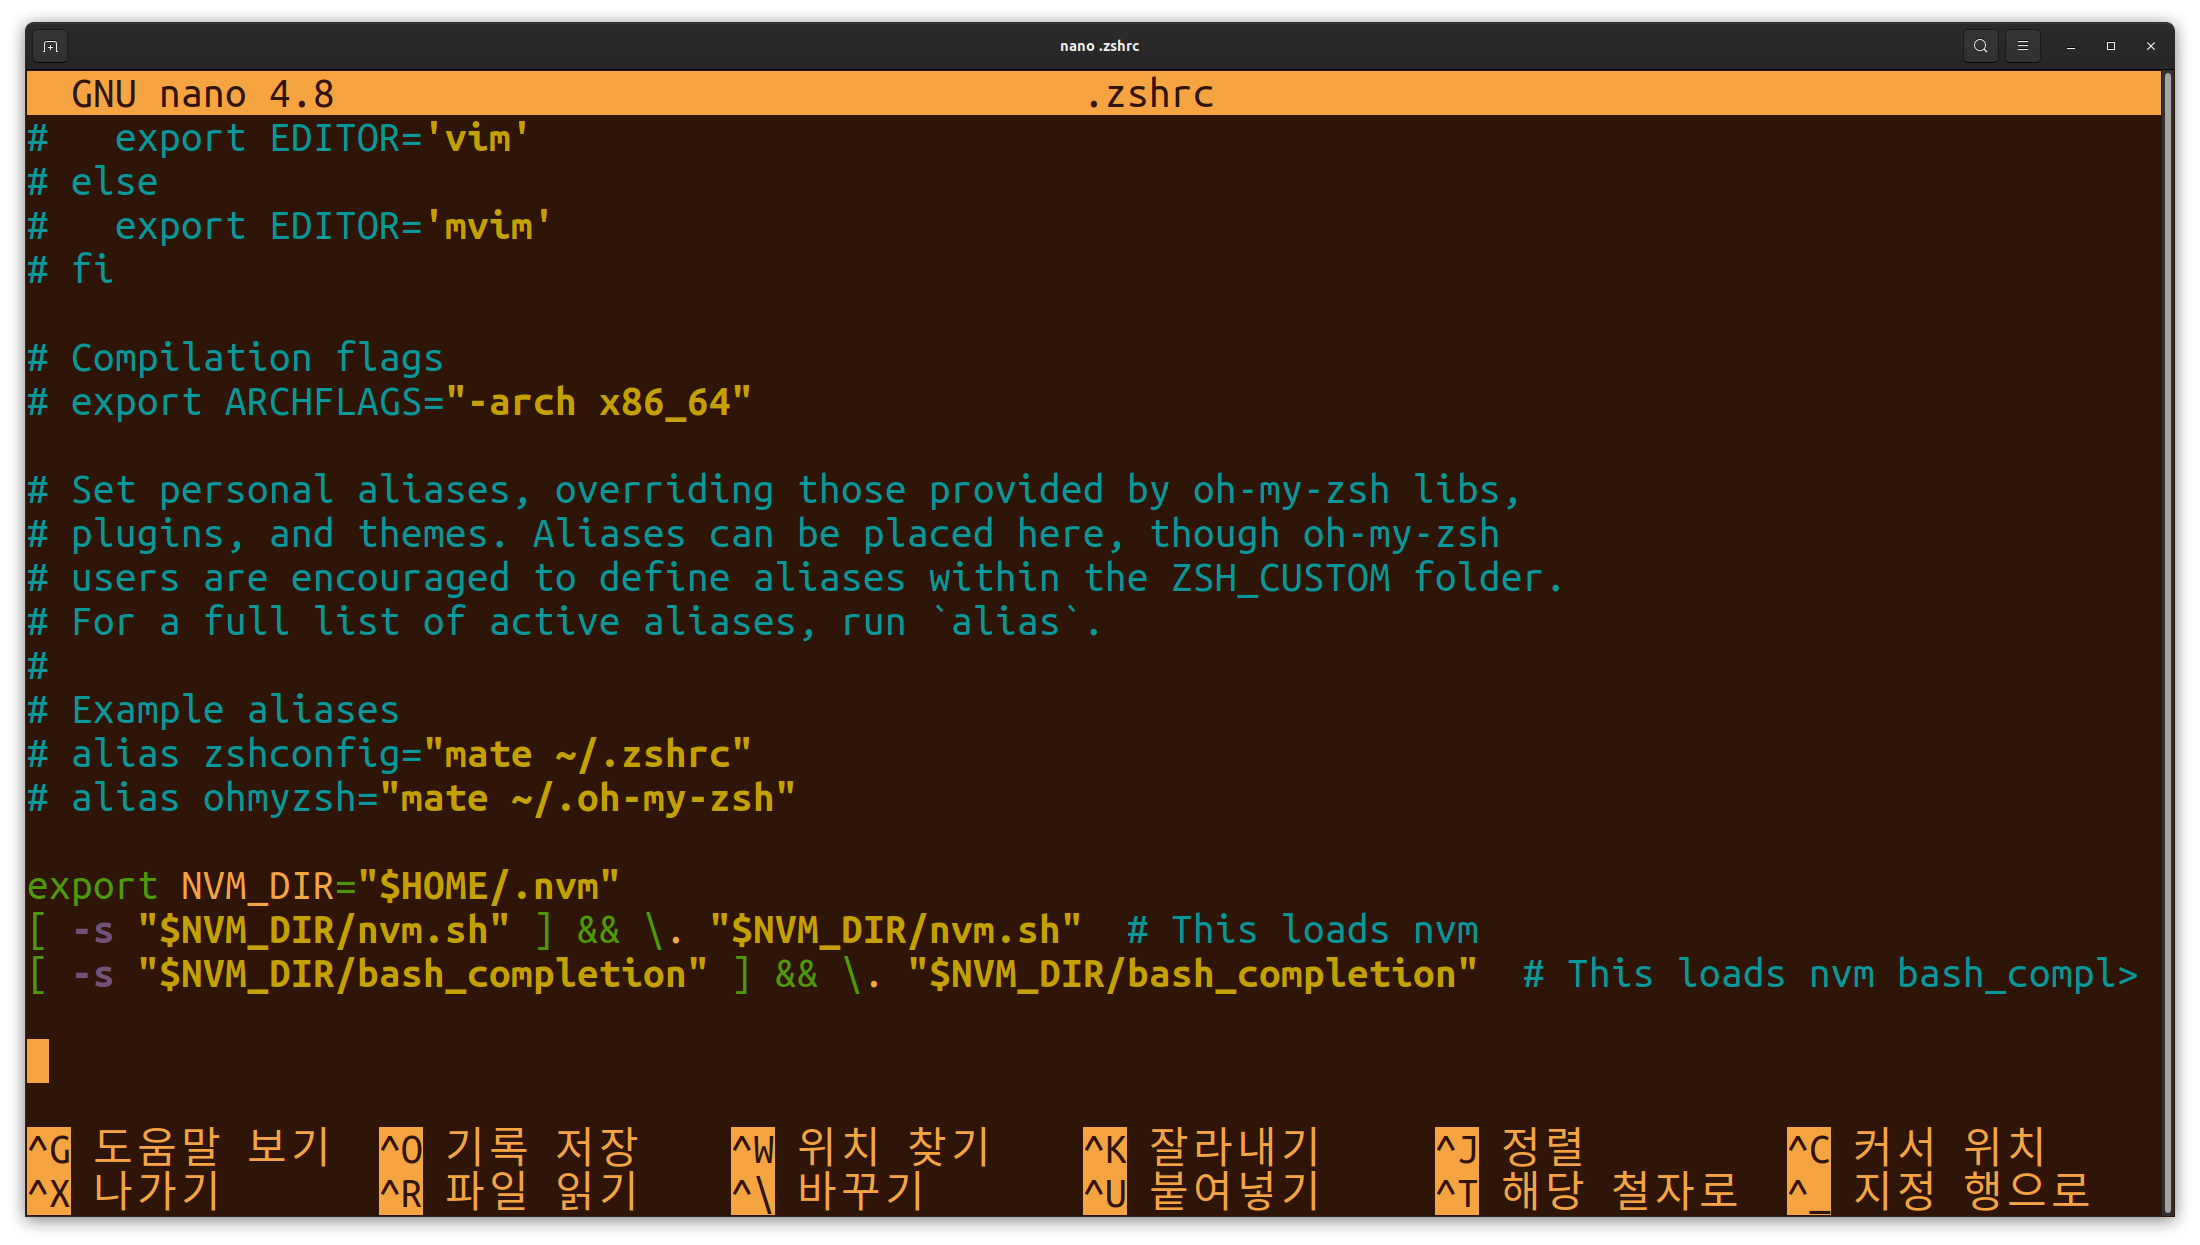 nano .zshrc
GNU nano 4.8 .zshrc
#   export EDITOR='vim'
# else
#   export EDITOR='mvim'
# fi
# Compilation flags
# export ARCHFLAGS="-arch x86_64"
# Set personal aliases, overriding those provided by oh-my-zsh libs,
# plugins, and themes. Aliases can be placed here, though oh-my-zsh
# users are encouraged to define aliases within the ZSH_CUSTOM folder.
# For a full list of active aliases, run `alias`.
#
# Example aliases
# alias zshconfig="mate ~/.zshrc"
# alias ohmyzsh="mate ~/.oh-my-zsh"
export NVM_DIR="$HOME/.nvm"
[ -s "$NVM_DIR/nvm.sh" ] && \. "$NVM_DIR/nvm.sh"  # This loads nvm
[ -s "$NVM_DIR/bash_completion" ] && \. "$NVM_DIR/bash_completion"  # This loads nvm bash_compl>
^G 도움말 보기 ^O 기록 저장 ^W 위치 찾기 ^K 잘라내기 ^J 정렬 ^C 커서 위치
^X 나가기 ^R 파일 읽기 ^\ 바꾸기 ^U 붙여넣기 ^T 해당 철자로 ^_ 지정 행으로